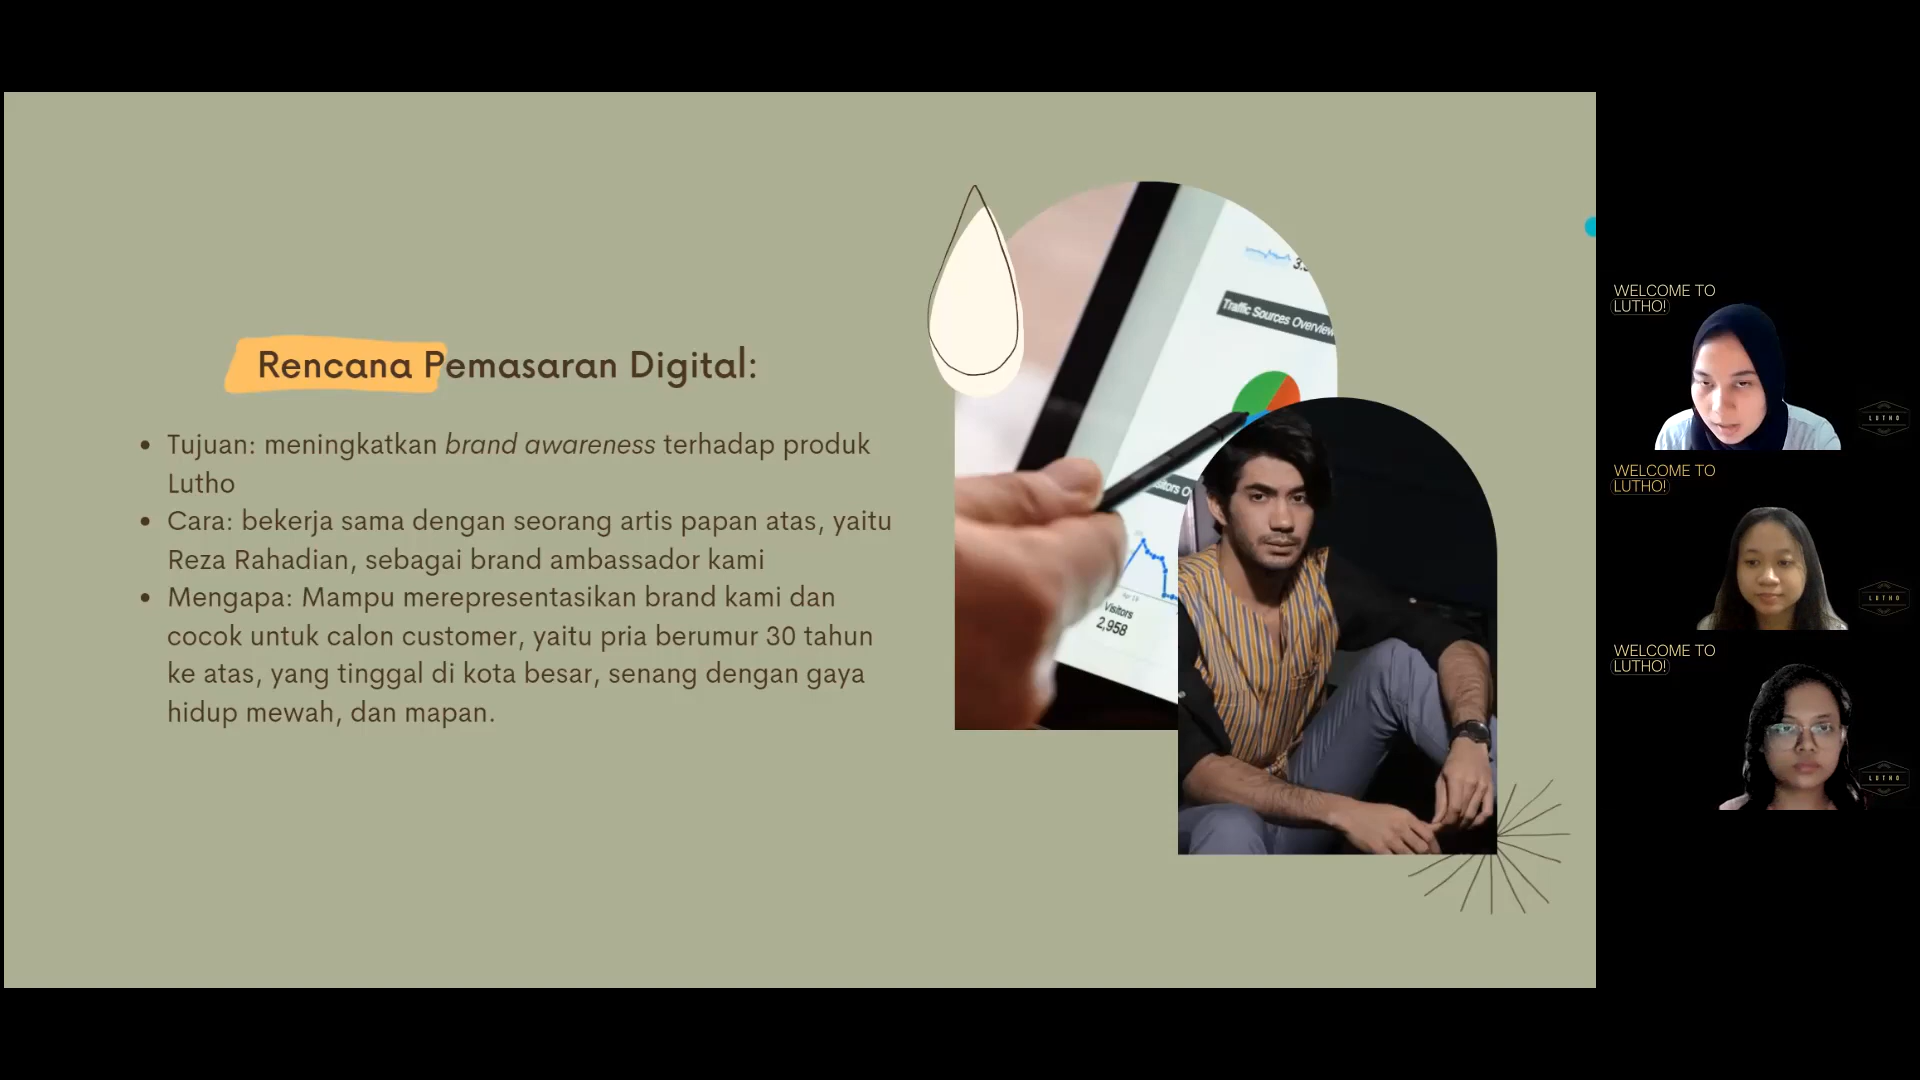 Rencana Pemasaran Digital:
Tujuan: meningkatkan brand awareness terhadap produk
Lutho
Cara: bekerja sama dengan seorang artis papan atas, yaitu
Reza Rahadian, sebagai brand ambassador kami
Mengapa: Mampu merepresentasikan brand kami dan
cocok untuk calon customer, yaitu pria berumur 30 tahun
ke atas, yang tinggal di kota besar, senang dengan gaya
hidup mewah, dan mapan.
Traffic Sources Overview
Visitors
2,958
WELCOME TO
LUTHO!
LUTHO
WELCOME TO
LUTHO!
LUTHO
WELCOME TO
LUTHO!
LUTHO